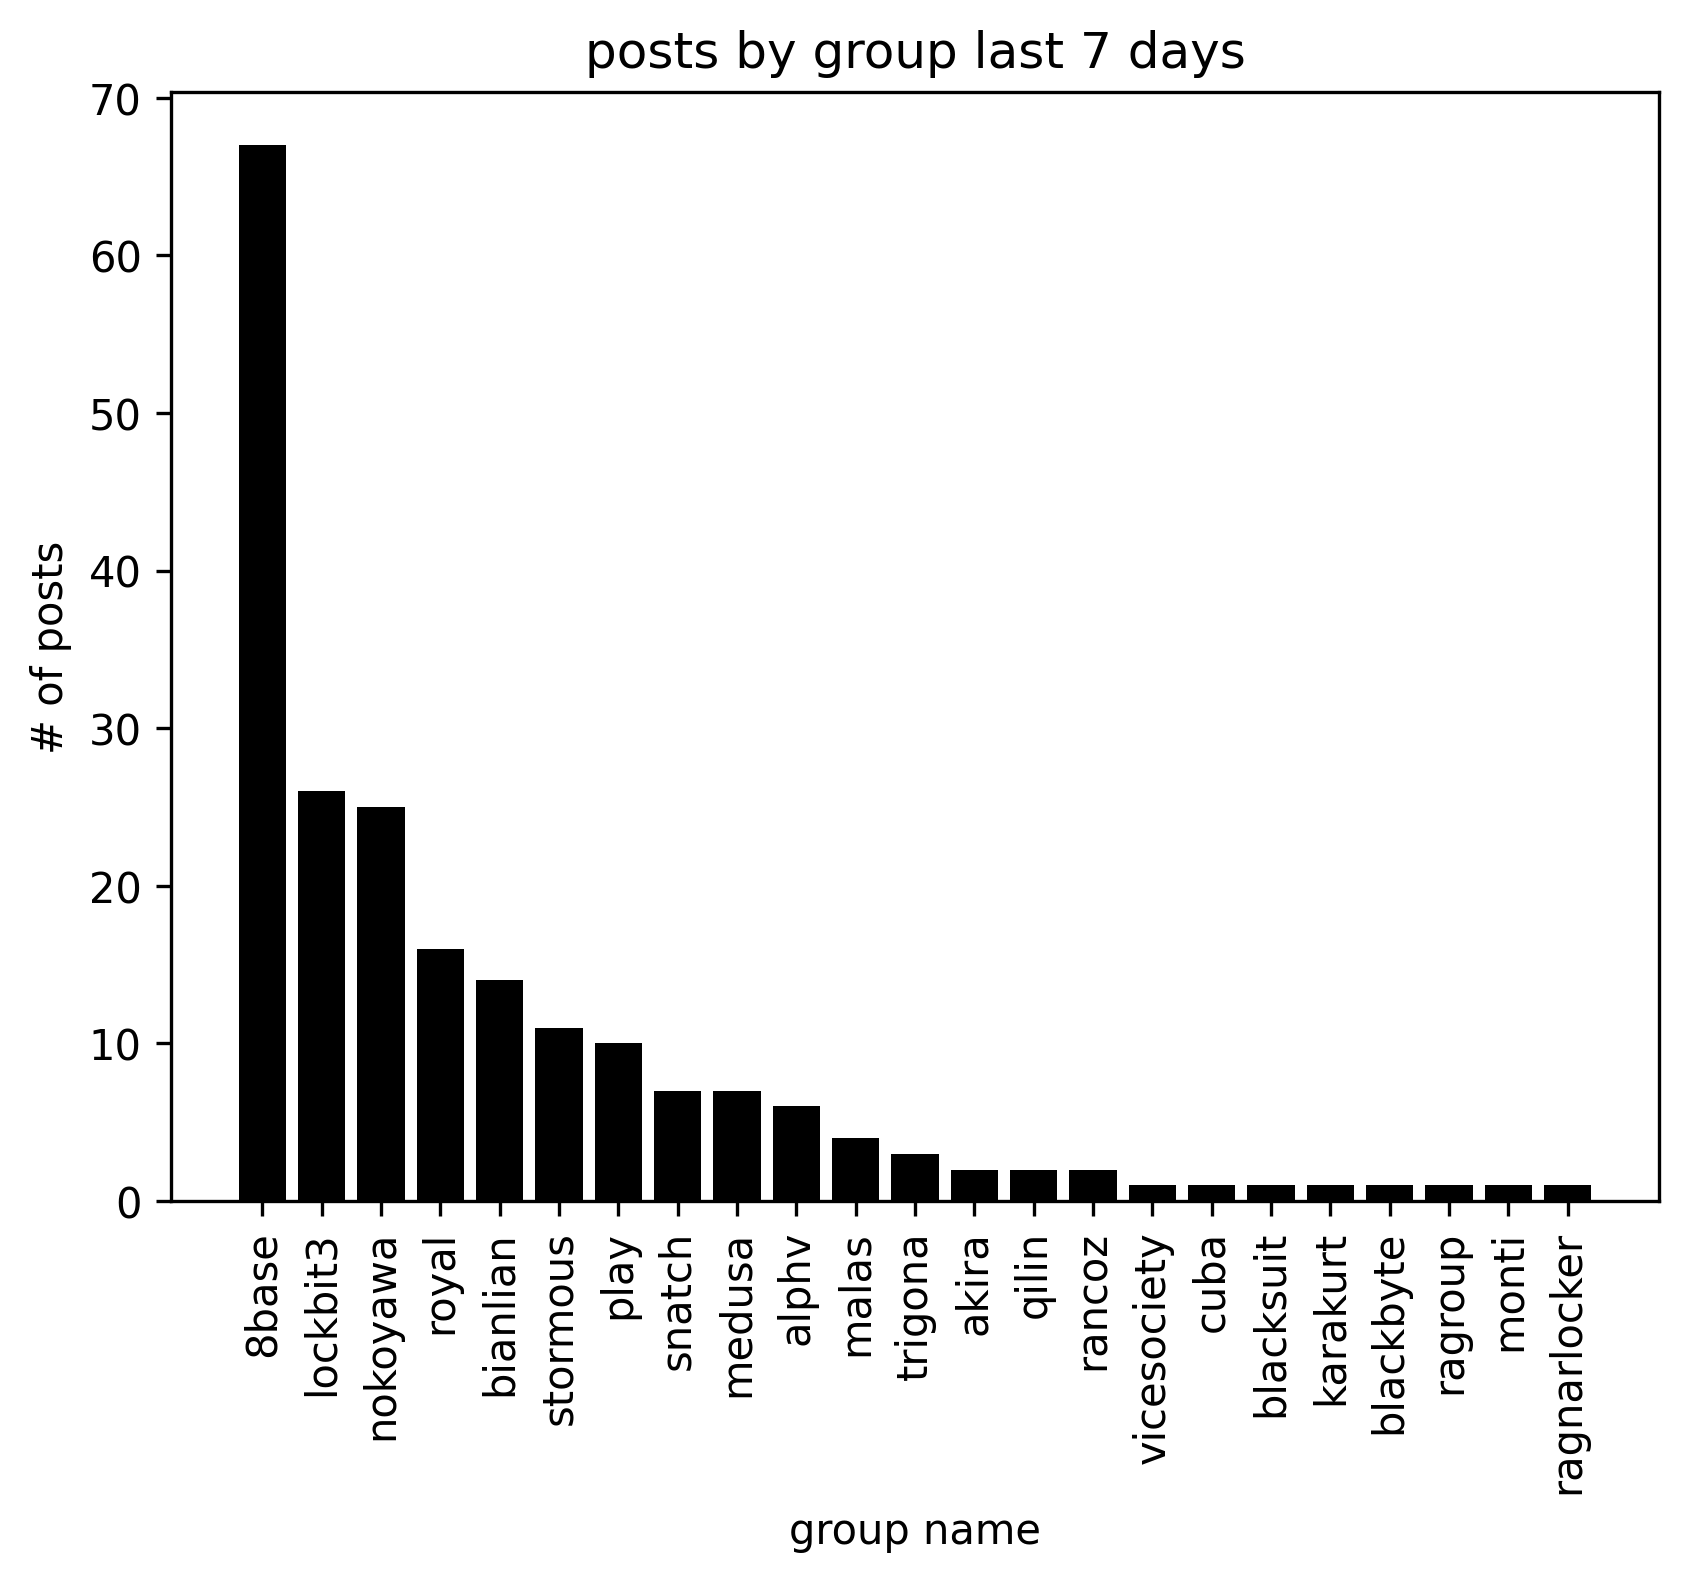 posts by group last 7 days
70
60
50
40
30
20
10
0
# of posts
8base
lockbit3
nokoyawa
royal
bianlian
stormous
play
snatch
medusa
alphv
malas
trigona
akira
qilin
rancoz
vicesociety
cuba
blacksuit
karakurt
blackbyte
ragroup
monti
ragnarlocker
group name